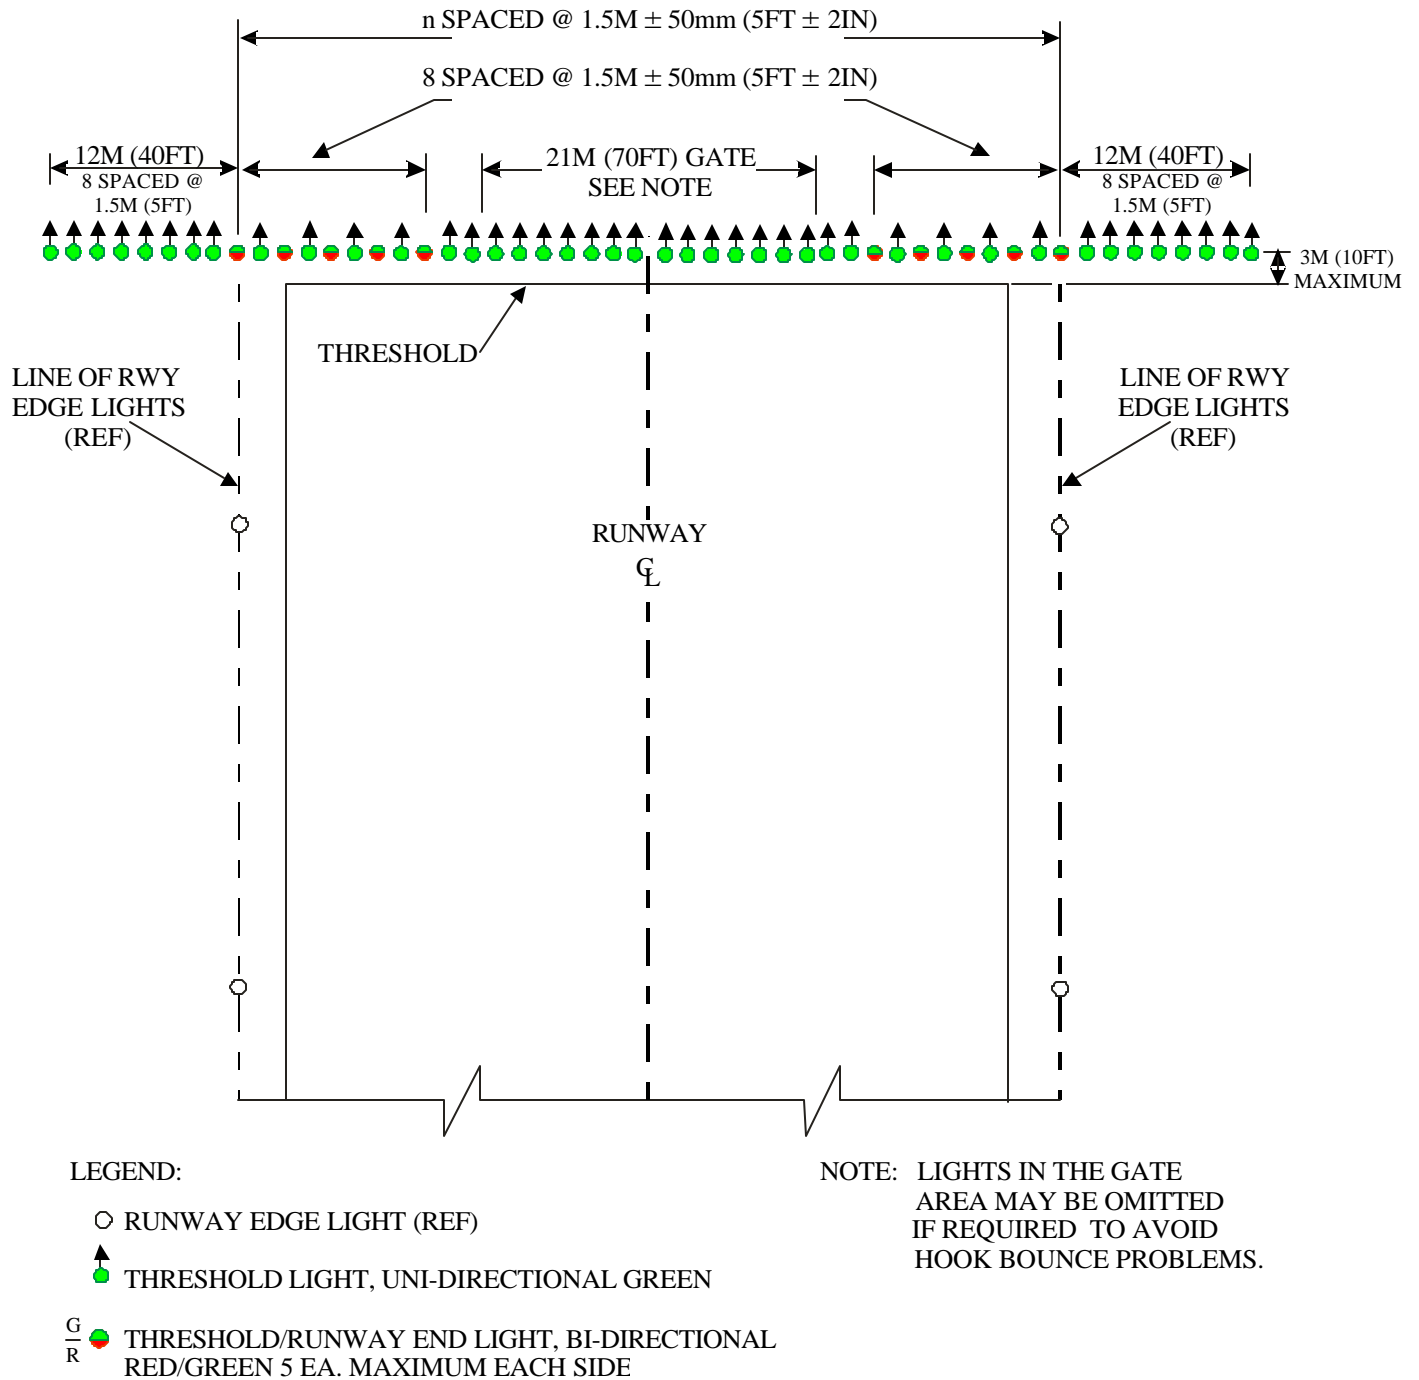 n SPACED @ 1.5M ± 50mm (5FT ± 2IN)
8 SPACED @ 1.5M ± 50mm (5FT ± 2IN)
12M (40FT)
8 SPACED @
1.5M (5FT)
21M (70FT) GATE
SEE NOTE
12M (40FT)
8 SPACED @
1.5M (5FT)
3M (10FT)
MAXIMUM
THRESHOLD
LINE OF RWY
EDGE LIGHTS
(REF)
LINE OF RWY
EDGE LIGHTS
(REF)
RUNWAY
℄
LEGEND:
RUNWAY EDGE LIGHT (REF)
THRESHOLD LIGHT, UNI-DIRECTIONAL GREEN
G
R
THRESHOLD/RUNWAY END LIGHT, BI-DIRECTIONAL
RED/GREEN 5 EA. MAXIMUM EACH SIDE
NOTE: LIGHTS IN THE GATE
AREA MAY BE OMITTED
IF REQUIRED TO AVOID
HOOK BOUNCE PROBLEMS.